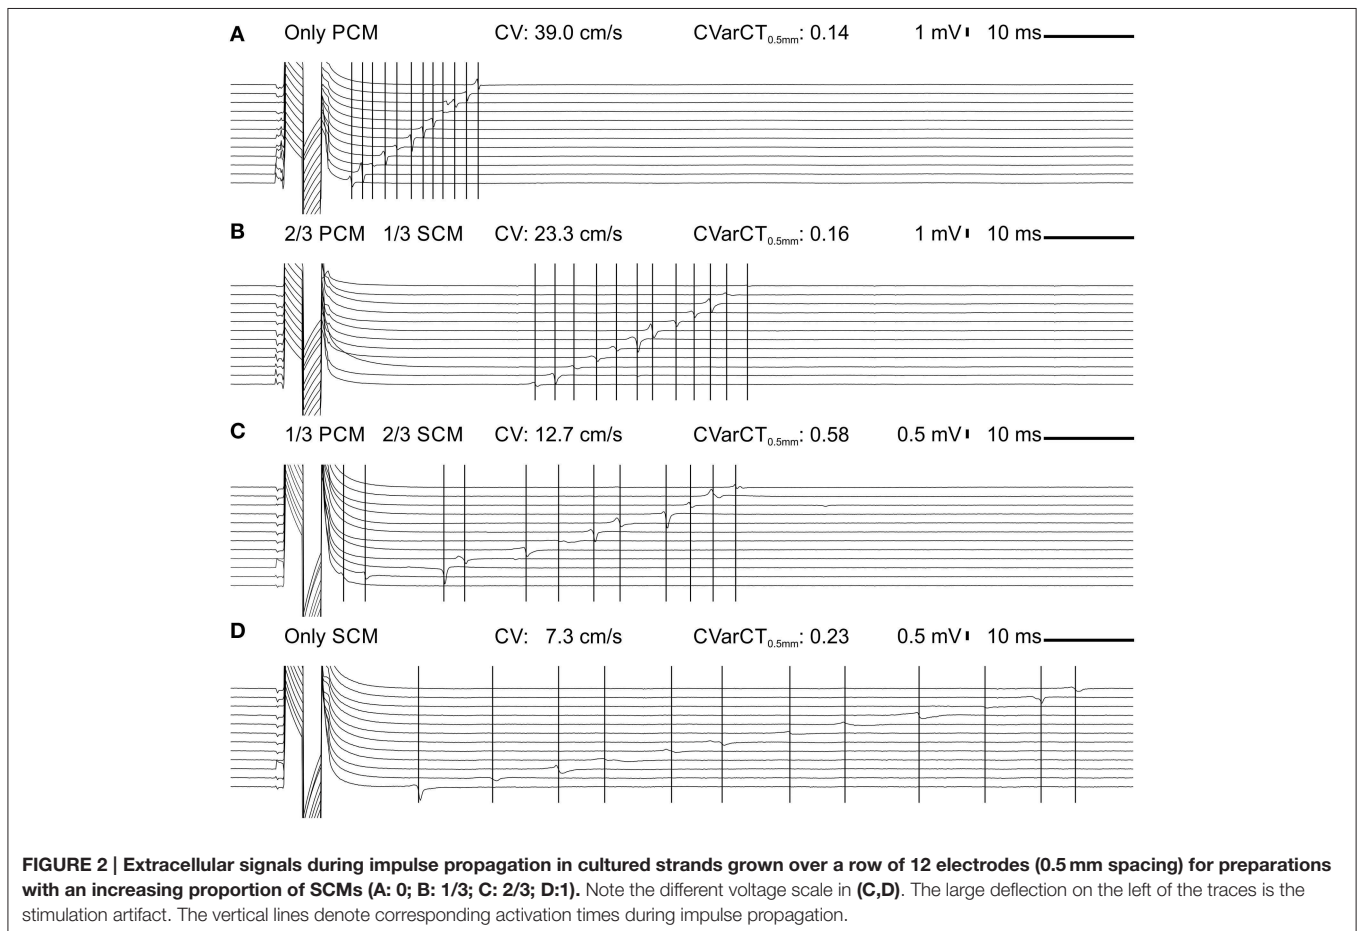 A Only PCM CV: 39.0 cm/s CVarCT0.5mm: 0.14 1 mV 10 ms
B 2/3 PCM 1/3 SCM CV: 23.3 cm/s CVarCT0.5mm: 0.16 1 mV 10 ms
C 1/3 PCM 2/3 SCM CV: 12.7 cm/s CVarCT0.5mm: 0.58 0.5 mV 10 ms
D Only SCM CV: 7.3 cm/s CVarCT0.5mm: 0.23 0.5 mV 10 ms
FIGURE 2 | Extracellular signals during impulse propagation in cultured strands grown over a row of 12 electrodes (0.5 mm spacing) for preparations
with an increasing proportion of SCMs (A: 0; B: 1/3; C: 2/3; D:1). Note the different voltage scale in (C,D). The large deflection on the left of the traces is the
stimulation artifact. The vertical lines denote corresponding activation times during impulse propagation.